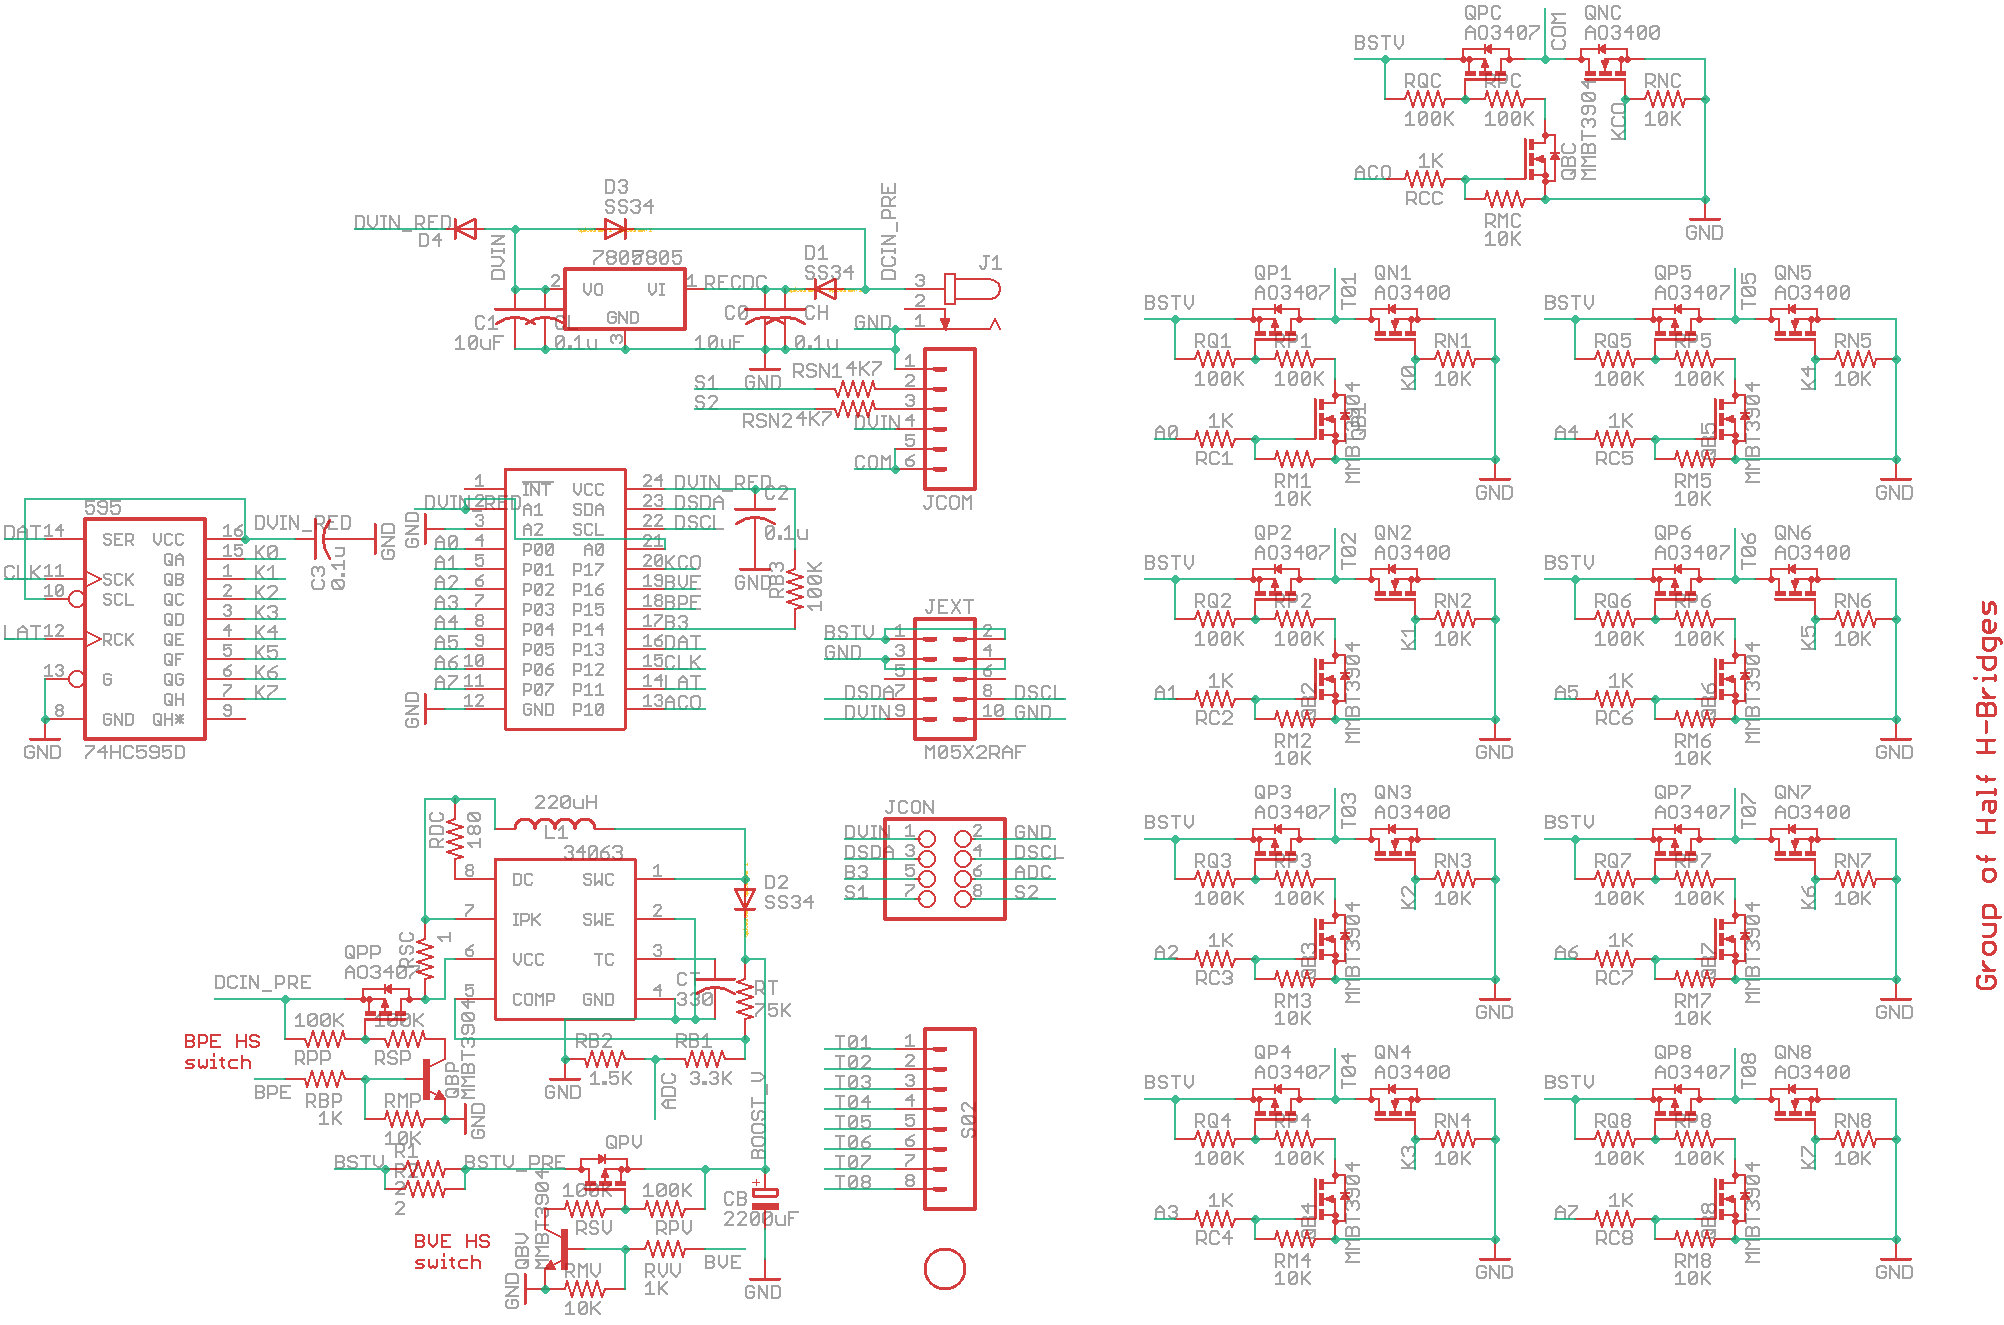 QPC
AO3407
QNC
AO3400
COM
BSTV
RQC
100K
RPC
100K
RNC
10K
KCO
MMBT3904
QBC
ACO
1K
RCC
RMC
10K
GND
D3
SS34
DVIN_RED
D4
DVIN
7805
7805
D1
SS34
DCIN_PRE
J1
2
VO
VI
1
RECDC
GND
3
3
2
1
GND
C1
10uF
0.1u
C0
10uF
CH
0.1u
GND
RSN1
4K7
S1
S2
RSN2
4K7
DVIN
COM
1
2
3
4
5
6
JCOM
595
DAT
14
CLK
11
10
LAT
12
13
8
GND
SER
SCK
SCL
RCK
G
GND
VCC
QA
QB
QC
QD
QE
QF
QG
QH
QH*
16
15
1
2
3
4
5
6
7
9
K0
K1
K2
K3
K4
K5
K6
K7
74HC595D
DVIN_RED
C3
0.1u
GND
DVIN_RED
GND
A0
A1
A2
A3
A4
A5
A6
A7
GND
1
2
3
4
5
6
7
8
9
10
11
12
INT
A1
A2
P00
P01
P02
P03
P04
P05
P06
P07
GND
VCC
SDA
SCL
A0
P17
P16
P15
P14
P13
P12
P11
P10
24
23
22
21
20
19
18
17
16
15
14
13
DVIN_RED
DSDA
DSCL
KCO
BVE
BPE
B3
DAT
CLK
LAT
ACO
C2
0.1u
GND
RB3
100K
JEXT
BSTV
1
2
GND
3
4
5
6
DSDA
7
8
DSCL
DVIN
9
10
GND
M05X2RAF
220uH
L1
RDC
180
34063
8
7
6
5
DC
IPK
VCC
COMP
SWC
SWE
TC
GND
1
2
3
4
D2
SS34
RSC
1
QPP
AO3407
DCIN_PRE
100K
RPP
100K
RSP
BPE HS
switch
BPE
RBP
1K
RMP
10K
QBP
MMBT3904
GND
CT
330
RT
75K
RB2
1.5K
RB1
3.3K
GND
ADC
BOOST_V
JCON
DVIN
1
2
GND
DSDA
3
4
DSCL
B3
5
6
ADC
S1
7
8
S2
T01
T02
T03
T04
T05
T06
T07
T08
1
2
3
4
5
6
7
8
S02
BSTV
R1
2
2
BSTV_PRE
QPV
100K
RSV
100K
RPV
CB
2200uF
GND
BVE HS
switch
QBV
MMBT3904
RMV
10K
RVV
1K
BVE
GND
QP1
AO3407
T01
QN1
AO3400
BSTV
RQ1
100K
RP1
100K
K0
RN1
10K
A0
1K
RC1
RM1
10K
QB1
MMBT3904
GND
QP5
AO3407
T05
QN5
AO3400
BSTV
RQ5
100K
RP5
100K
K4
RN5
10K
A4
1K
RC5
RM5
10K
QB5
MMBT3904
GND
QP2
AO3407
T02
QN2
AO3400
BSTV
RQ2
100K
RP2
100K
K1
RN2
10K
A1
1K
RC2
RM2
10K
QB2
MMBT3904
GND
QP6
AO3407
T06
QN6
AO3400
BSTV
RQ6
100K
RP6
100K
K5
RN6
10K
A5
1K
RC6
RM6
10K
QB6
MMBT3904
GND
QP3
AO3407
T03
QN3
AO3400
BSTV
RQ3
100K
RP3
100K
K2
RN3
10K
A2
1K
RC3
RM3
10K
QB3
MMBT3904
GND
QP7
AO3407
T07
QN7
AO3400
BSTV
RQ7
100K
RP7
100K
K6
RN7
10K
A6
1K
RC7
RM7
10K
QB7
MMBT3904
GND
QP4
AO3407
T04
QN4
AO3400
BSTV
RQ4
100K
RP4
100K
K3
RN4
10K
A3
1K
RC4
RM4
10K
QB4
MMBT3904
GND
QP8
AO3407
T08
QN8
AO3400
BSTV
RQ8
100K
RP8
100K
K7
RN8
10K
A7
1K
RC8
RM8
10K
QB8
MMBT3904
GND
Group of Half H-Bridges